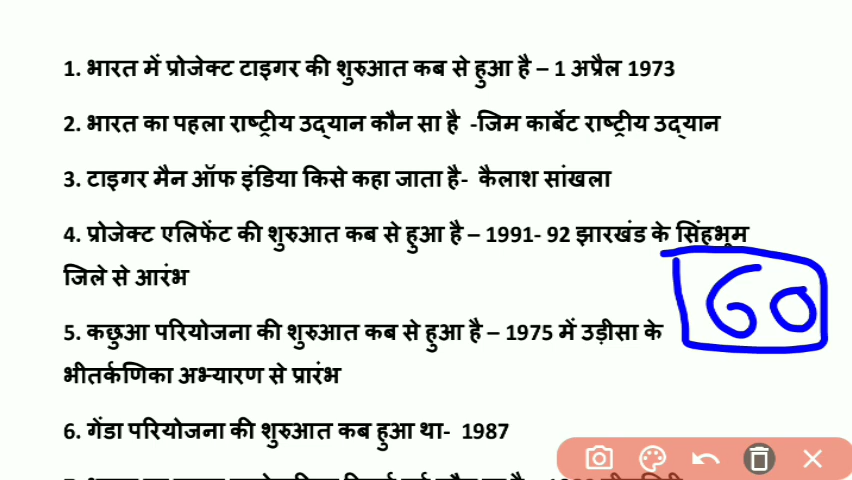 1. भारत में प्रोजेक्ट टाइगर की शुरुआत कब से हुआ है – 1 अप्रैल 1973
2. भारत का पहला राष्ट्रीय उद्यान कौन सा है -जिम कार्बेट राष्ट्रीय उद्यान
3. टाइगर मैन ऑफ इंडिया किसे कहा जाता है- कैलाश सांखला
4. प्रोजेक्ट एलिफेंट की शुरुआत कब से हुआ है – 1991- 92 झारखंड के सिंहभूम
जिले से आरंभ
60
5. कछुआ परियोजना की शुरुआत कब से हुआ है – 1975 में उड़ीसा के
भीतर्कणिका अभ्यारण से प्रारंभ
6. गेंडा परियोजना की शुरुआत कब हुआ था- 1987